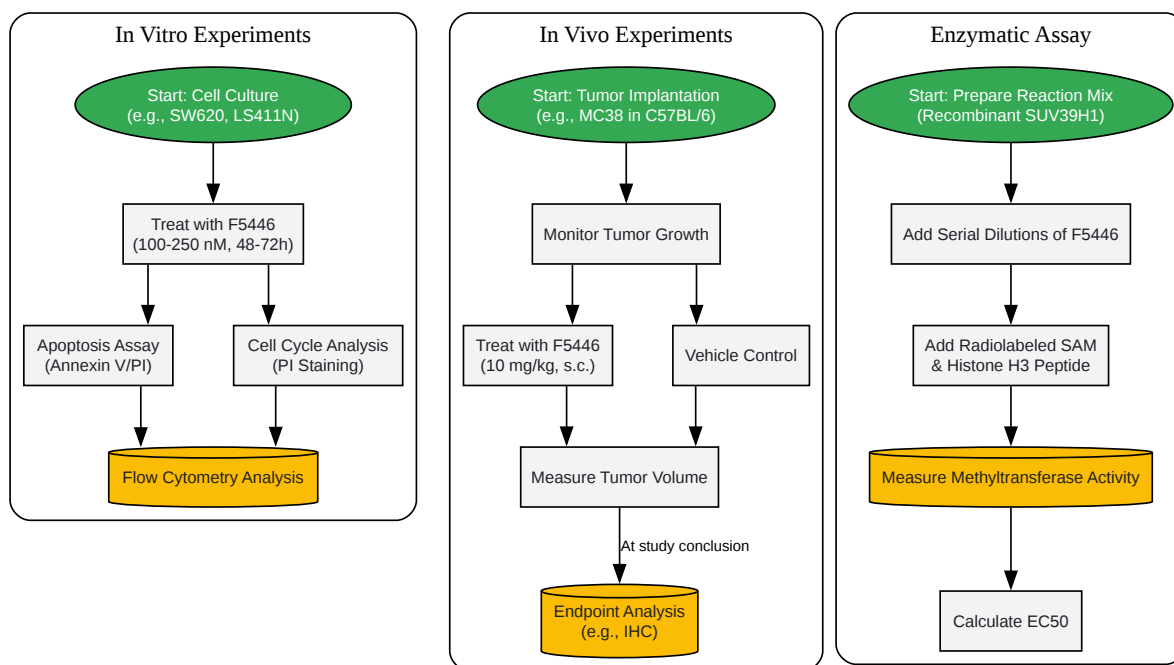 In Vitro Experiments
Start: Cell Culture
(e.g., SW620, LS411N)
Treat with F5446
(100-250 nM, 48-72h)
Apoptosis Assay
(Annexin V/PI)
Cell Cycle Analysis
(PI Staining)
Flow Cytometry Analysis
In Vivo Experiments
Start: Tumor Implantation
(e.g., MC38 in C57BL/6)
Monitor Tumor Growth
Treat with F5446
(10 mg/kg, s.c.)
Vehicle Control
Measure Tumor Volume
At study conclusion
Endpoint Analysis
(e.g., IHC)
Enzymatic Assay
Start: Prepare Reaction Mix
(Recombinant SUV39H1)
Add Serial Dilutions of F5446
Add Radiolabeled SAM
& Histone H3 Peptide
Measure Methyltransferase Activity
Calculate EC50